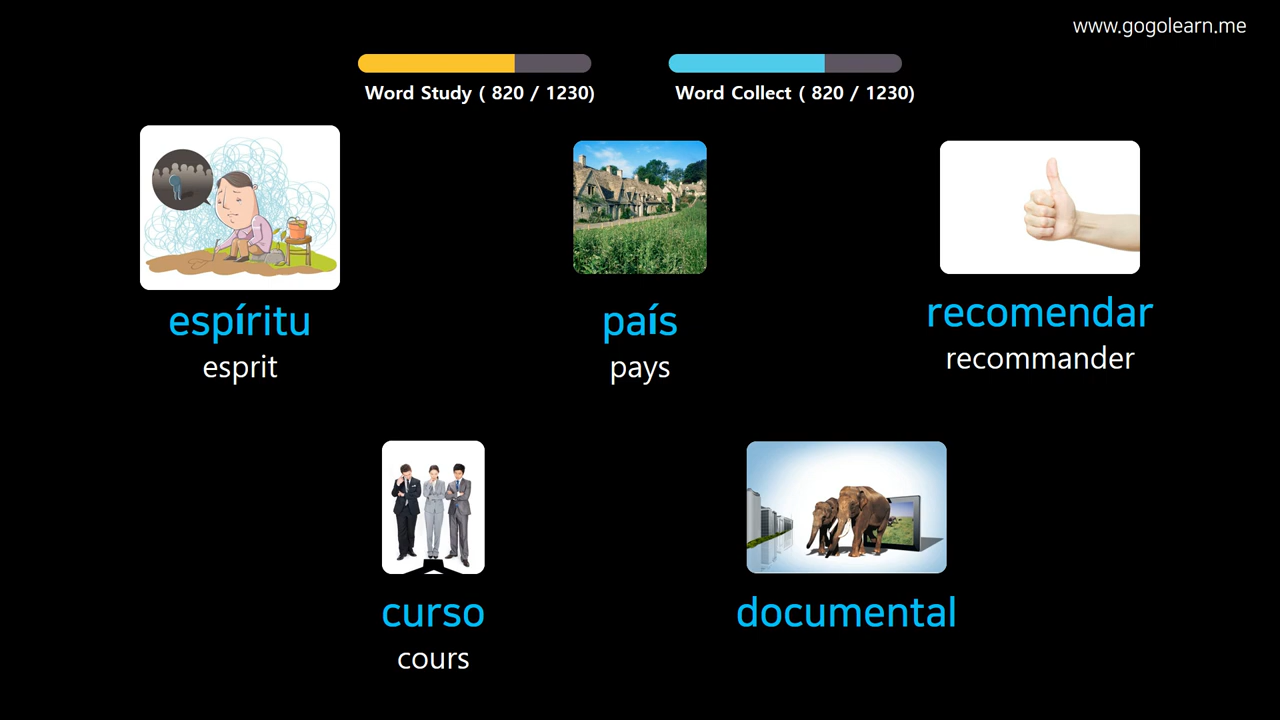 www.gogolearn.me
Word Study ( 820 / 1230)
Word Collect ( 820 / 1230)
espíritu
esprit
país
pays
recomendar
recommander
curso
cours
documental